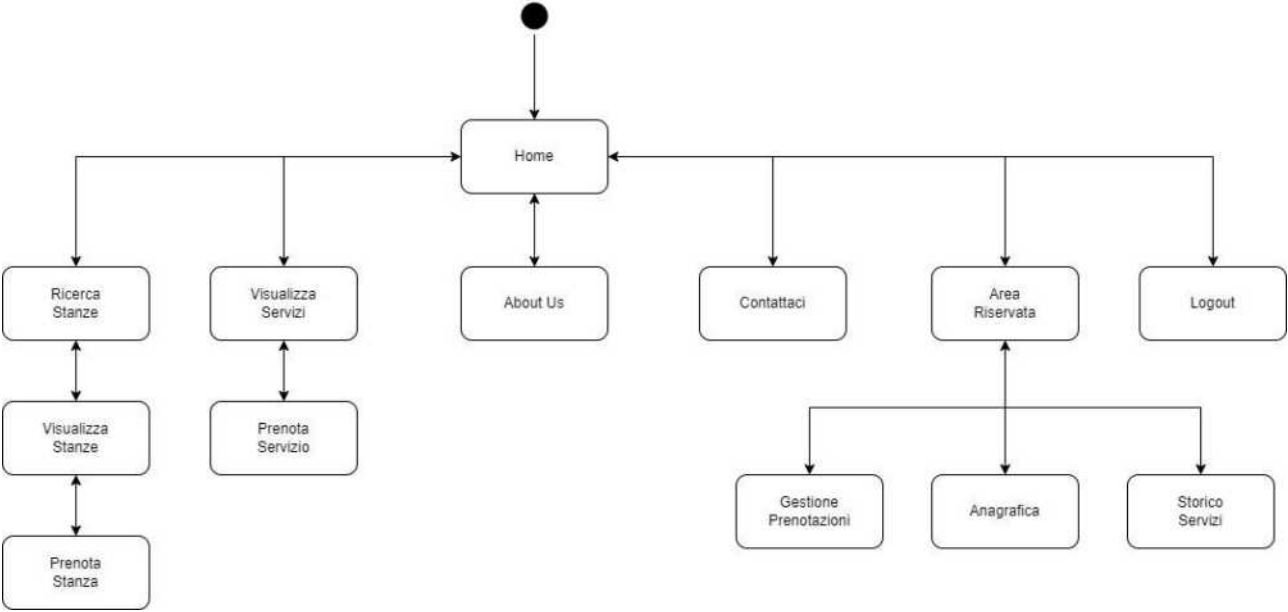 Home
Ricerca
Stanze
Visualizza
Servizi
About Us
Contattaci
Area
Riservata
Logout
Visualizza
Stanze
Prenota
Servizio
Gestione
Prenotazioni
Anagrafica
Storico
Servizi
Prenota
Stanza